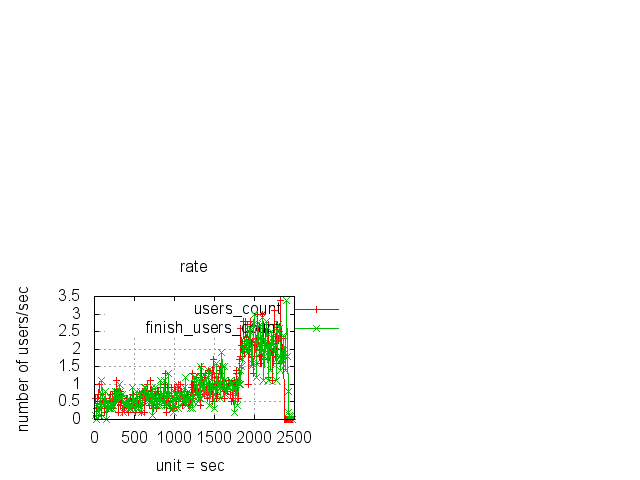 rate
number of users/sec
3.5
3
2.5
2
1.5
1
0.5
0
users_count
finish_users_count
0 500 1000 1500 2000 2500
unit = sec